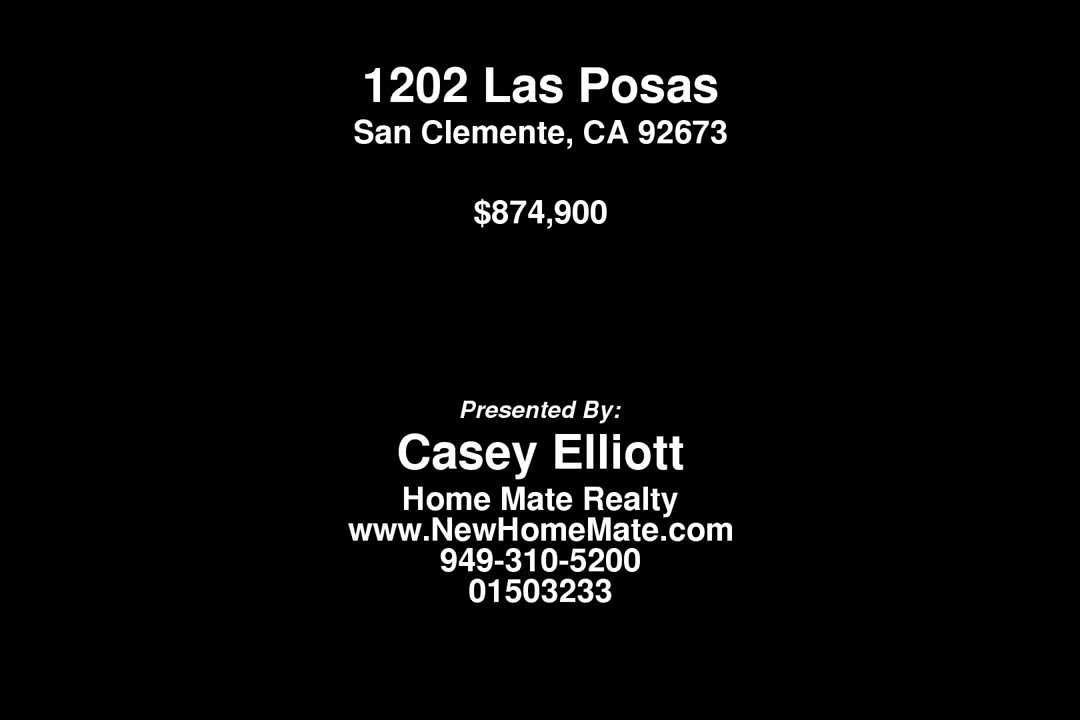 1202 Las Posas
San Clemente, CA 92673
$874,900
Presented By:
Casey Elliott
Home Mate Realty
www.NewHomeMate.com
949-310-5200
01503233